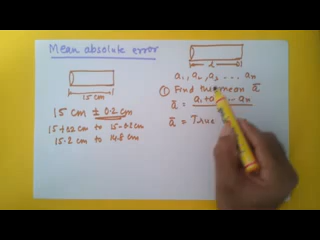 Mean absolute error
15 cm
15 cm ± 0.2 cm
15+0.2 cm to 15-0.2 cm
15.2 cm to 14.8 cm
l
a₁, a₂, a₃ ... aₙ
① Find the mean ā
ā = a₁+a₂ -- aₙ
ā = True